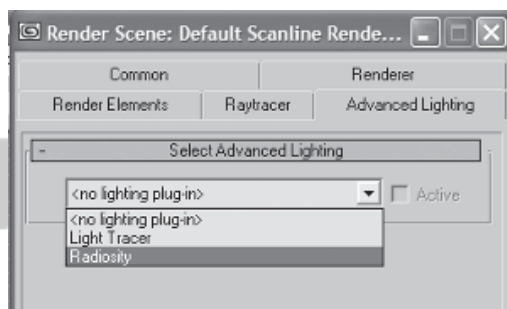 Render Scene: Default Scanline Rende...
Common Renderer
Render Elements Raytracer Advanced Lighting
- Select Advanced Lighting
<no lighting plug-in> Active
<no lighting plug-in>
Light Tracer
Radiosity